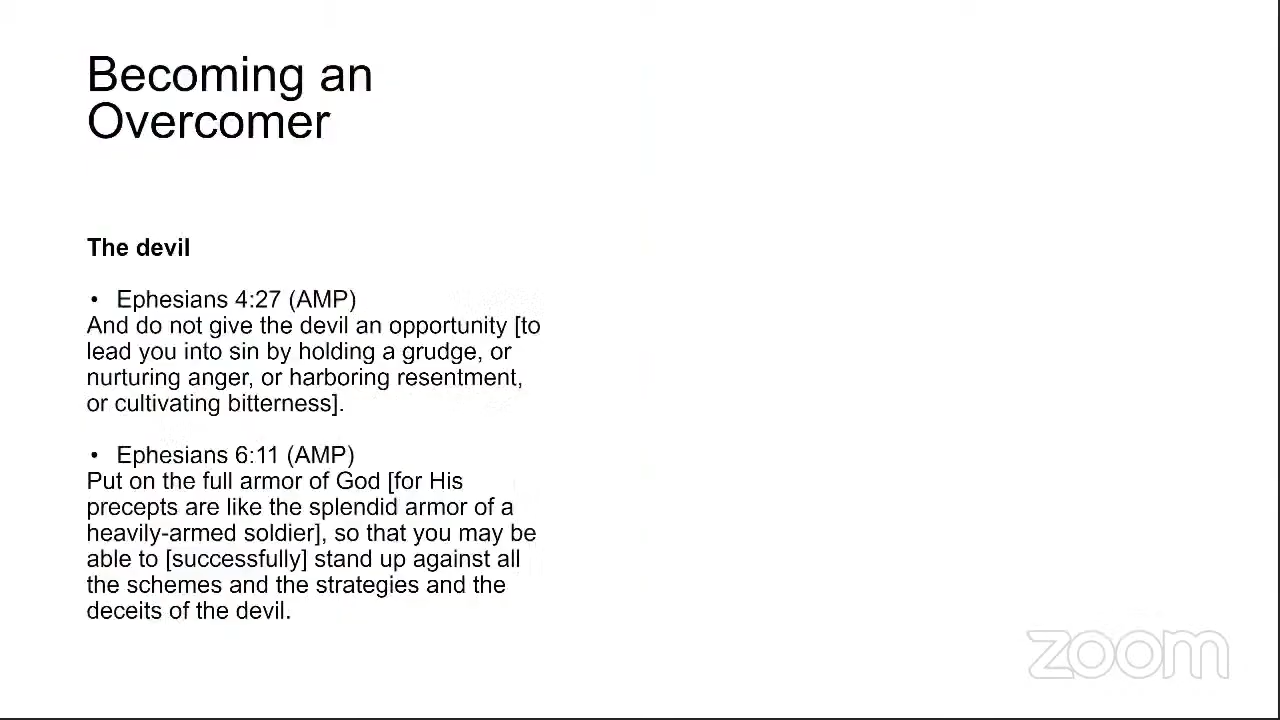 Becoming an
Overcomer
The devil
• Ephesians 4:27 (AMP)
And do not give the devil an opportunity [to
lead you into sin by holding a grudge, or
nurturing anger, or harboring resentment,
or cultivating bitterness].
• Ephesians 6:11 (AMP)
Put on the full armor of God [for His
precepts are like the splendid armor of a
heavily-armed soldier], so that you may be
able to [successfully] stand up against all
the schemes and the strategies and the
deceits of the devil.
zoom